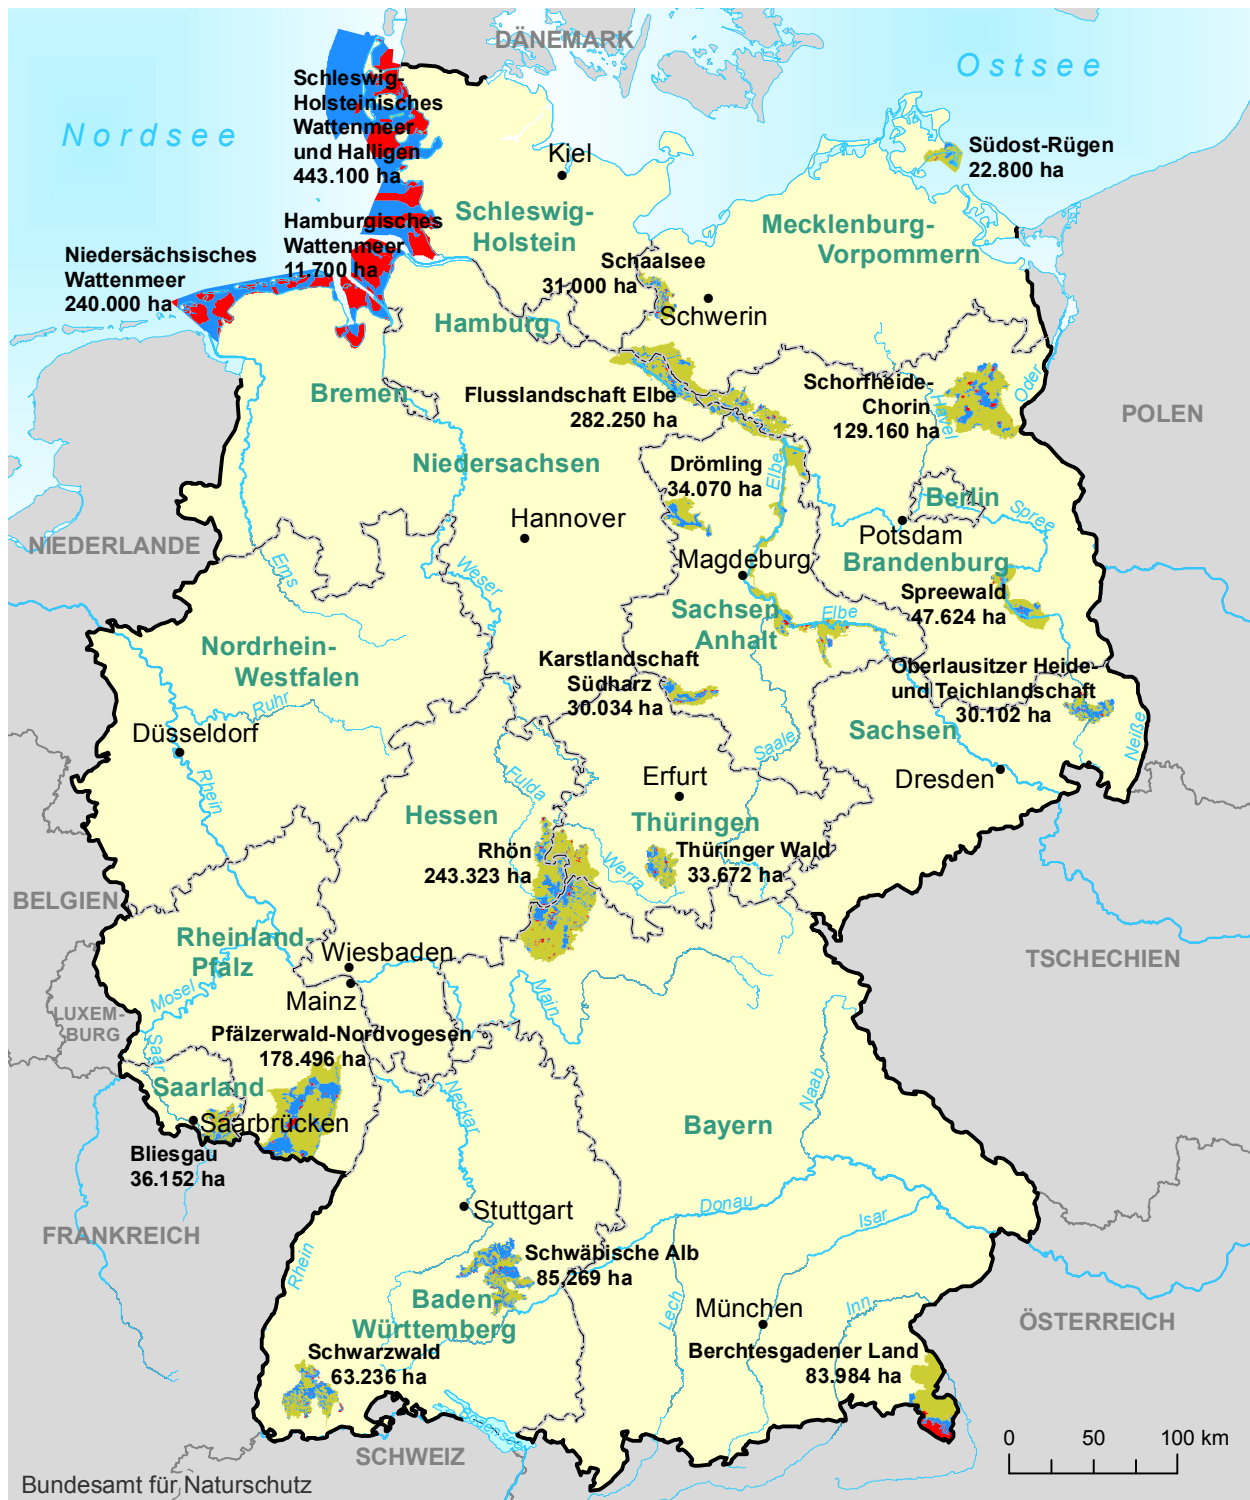 DÄNEMARK
Ostsee
Nordsee
Schleswig-
Holsteinisches
Wattenmeer
und Halligen
443.100 ha
Kiel
Südost-Rügen
22.800 ha
Schleswig-
Holstein
Mecklenburg-
Vorpommern
Hamburgisches
Wattenmeer
11.700 ha
Niedersächsisches
Wattenmeer
240.000 ha
Schaalsee
31.000 ha
Schwerin
Hamburg
Bremen
Flusslandschaft Elbe
282.250 ha
Schorfheide-
Chorin
129.160 ha
Havel
Oder
POLEN
Niedersachsen
Drömling
34.070 ha
Elbe
Berlin
Spree
Hannover
Potsdam
NIEDERLANDE
Ems
Weser
Magdeburg
Brandenburg
Spreewald
47.624 ha
Sachsen
Anhalt
Elbe
Nordrhein-
Westfalen
Ruhr
Karstlandschaft
Südharz
30.034 ha
Oberlausitzer Heide-
und Teichlandschaft
30.102 ha
Düsseldorf
Rhein
Saale
Sachsen
Neiße
Dresden
Fulda
Erfurt
Hessen
Thüringen
Rhön
243.323 ha
Werra
Thüringer Wald
33.672 ha
BELGIEN
Rheinland-
Pfalz
Wiesbaden
Mainz
Mosel
Main
TSCHECHIEN
LUXEM-
BURG
Saar
Pfälzerwald-Nordvogesen
178.496 ha
Saarland
Saarbrücken
Neckar
Naab
Bayern
Bliesgau
36.152 ha
FRANKREICH
Stuttgart
Donau
Isar
Rhein
Schwäbische Alb
85.269 ha
Baden-
Württemberg
Lech
München
Inn
ÖSTERREICH
Schwarzwald
63.236 ha
Berchtesgadener Land
83.984 ha
Bodensee
SCHWEIZ
0 50 100 km
Bundesamt für Naturschutz